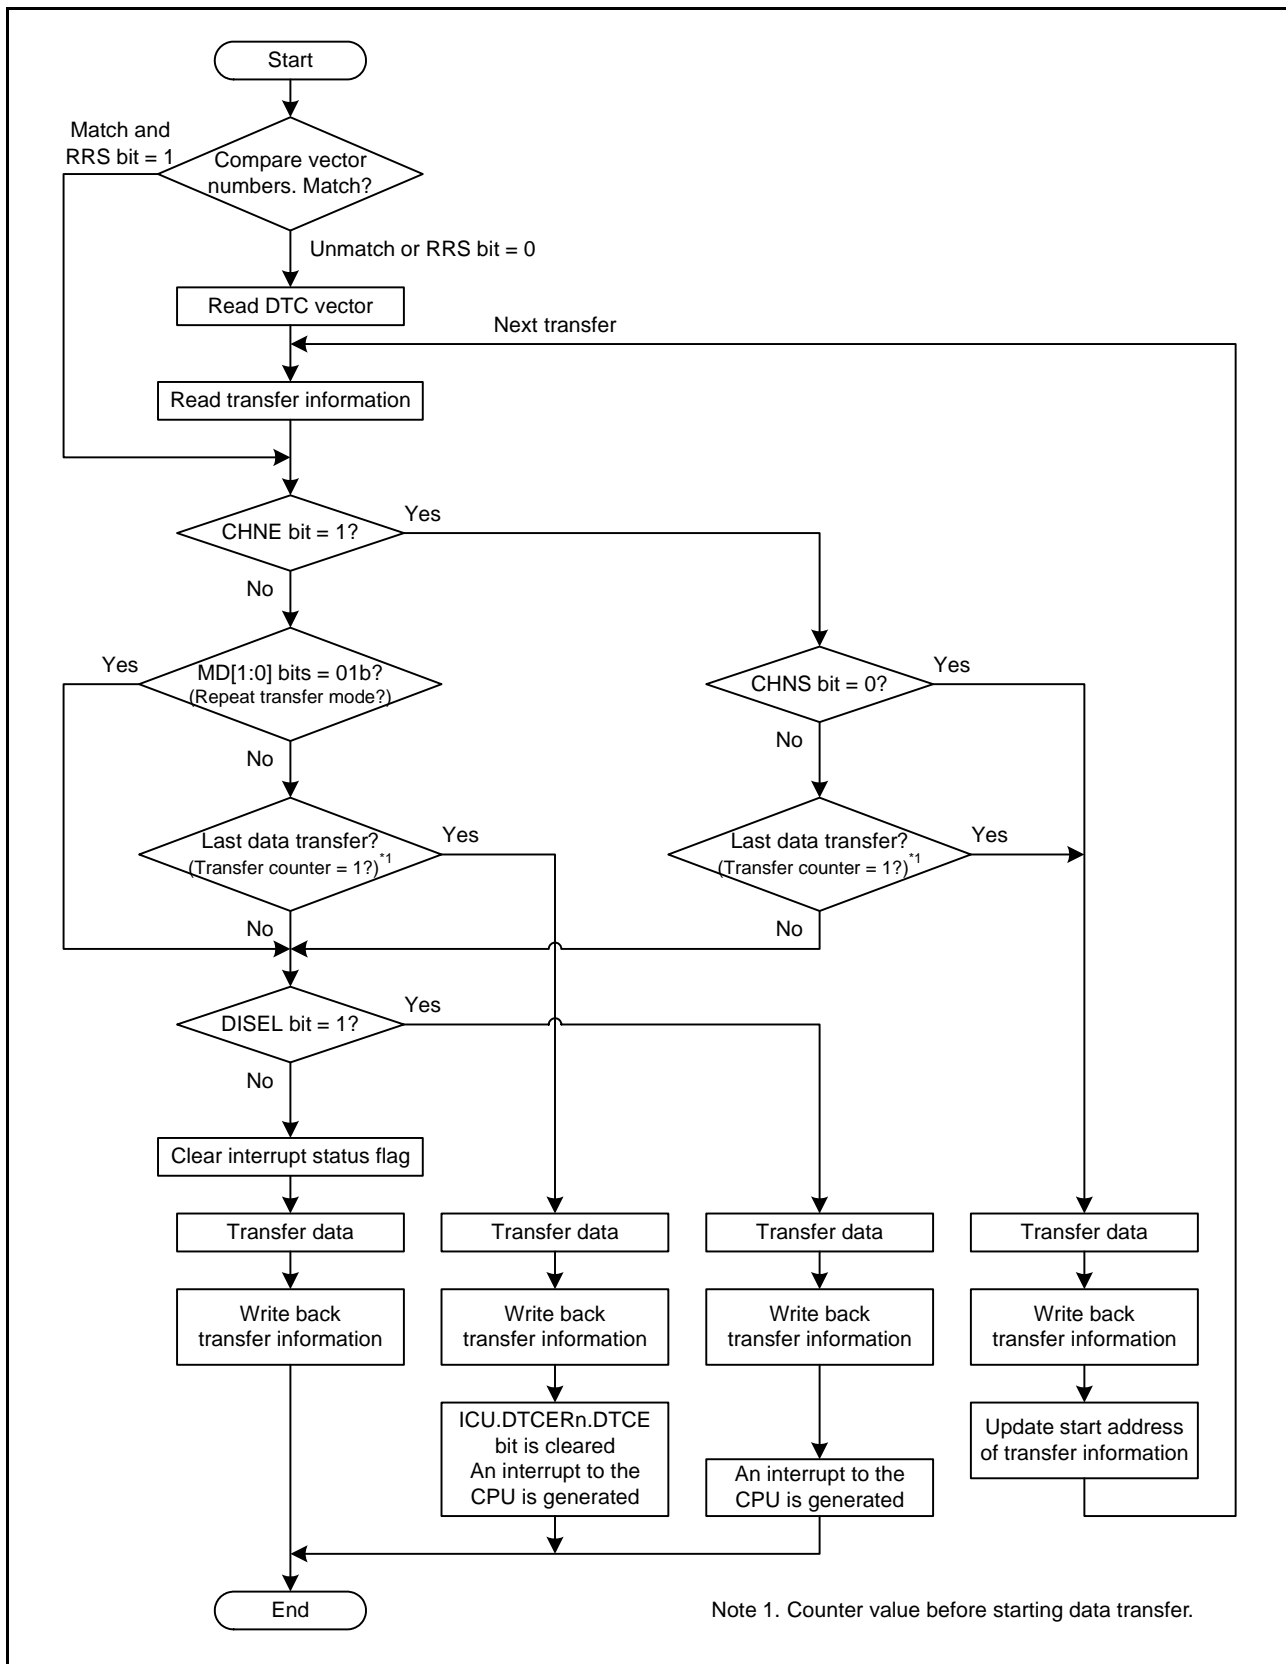 Start
Match and
RRS bit = 1
Compare vector
numbers. Match?
Unmatch or RRS bit = 0
Read DTC vector
Next transfer
Read transfer information
CHNE bit = 1?
Yes
No
Yes
MD[1:0] bits = 01b?
(Repeat transfer mode?)
CHNS bit = 0?
Yes
No
No
Last data transfer?
(Transfer counter = 1?)*1
Yes
Last data transfer?
(Transfer counter = 1?)*1
Yes
No
No
DISEL bit = 1?
Yes
No
Clear interrupt status flag
Transfer data
Transfer data
Transfer data
Transfer data
Write back
transfer information
Write back
transfer information
Write back
transfer information
Write back
transfer information
ICU.DTCERn.DTCE
bit is cleared
An interrupt to the
CPU is generated
An interrupt to the
CPU is generated
Update start address
of transfer information
End
Note 1. Counter value before starting data transfer.